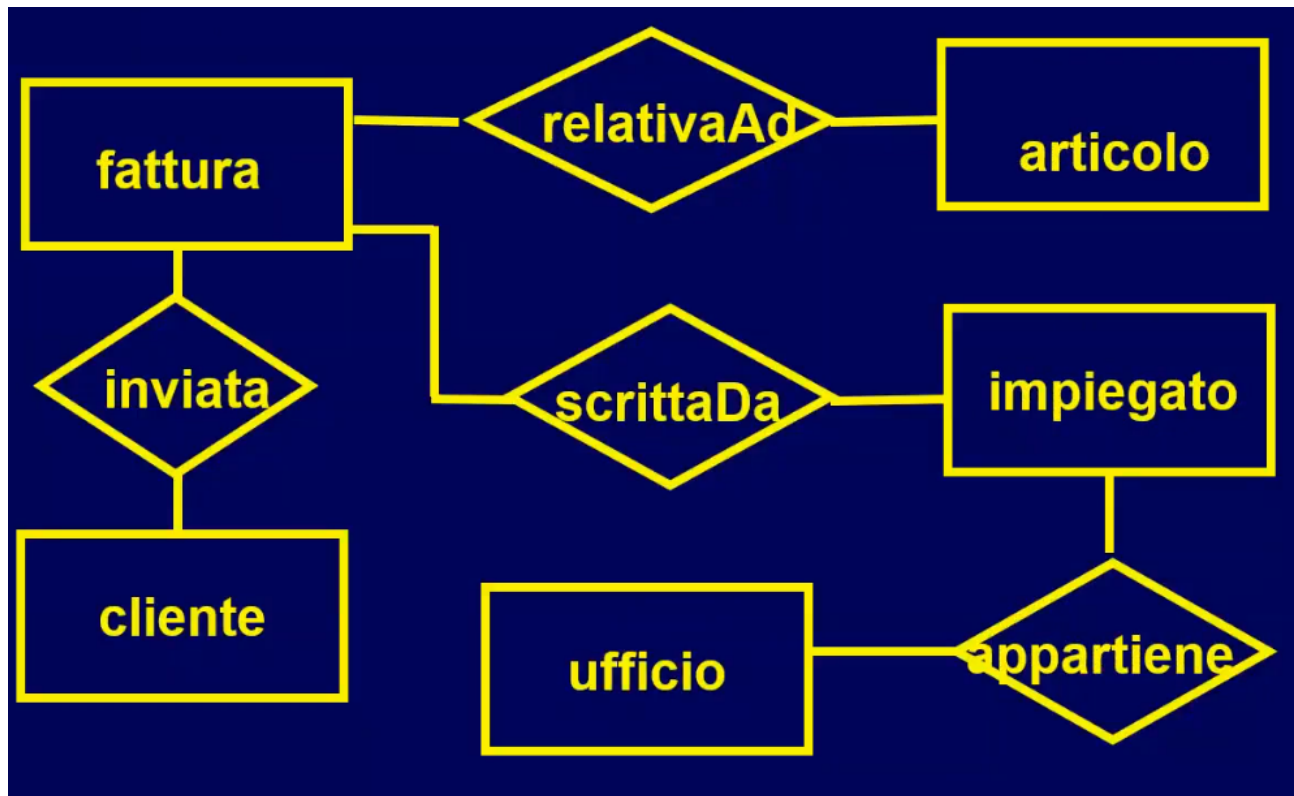 relativaAd
articolo
fattura
inviata
scrittaDa
impiegato
cliente
ufficio
appartiene